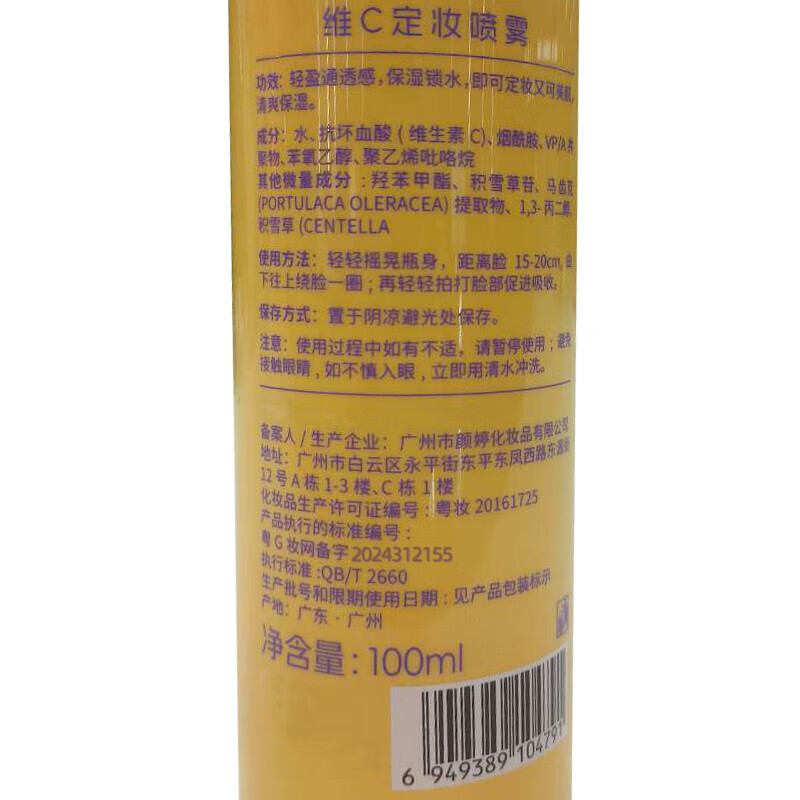 维C定妆喷雾
功效：轻盈通透感，保湿锁水，即可定妆又可美肌，
清爽保湿。
成分：水、抗坏血酸（维生素C）、烟酰胺、VP/A 共
聚物、苯氧乙醇、聚乙烯吡咯烷
其他微量成分：羟苯甲酯、积雪草苷、马齿苋
(PORTULACA OLERACEA) 提取物、1,3-丙二醇、
积雪草 (CENTELLA
使用方法：轻轻摇晃瓶身，距离脸 15-20cm, 由
下往上绕脸一圈；再轻轻拍打脸部促进吸收。
保存方式：置于阴凉避光处保存。
注意：使用过程中如有不适，请暂停使用；避免
接触眼睛，如不慎入眼，立即用清水冲洗。
备案人/生产企业：广州市颜婷化妆品有限公司
地址：广州市白云区永平街东平东凤西路东源街
12号A栋1-3楼、C栋1楼
化妆品生产许可证编号：粤妆20161725
产品执行的标准编号：
粤G妆网备字2024312155
执行标准:QB/T 2660
生产批号和限期使用日期：见产品包装标示
产地：广东·广州
净含量：100ml
6 949389 104791